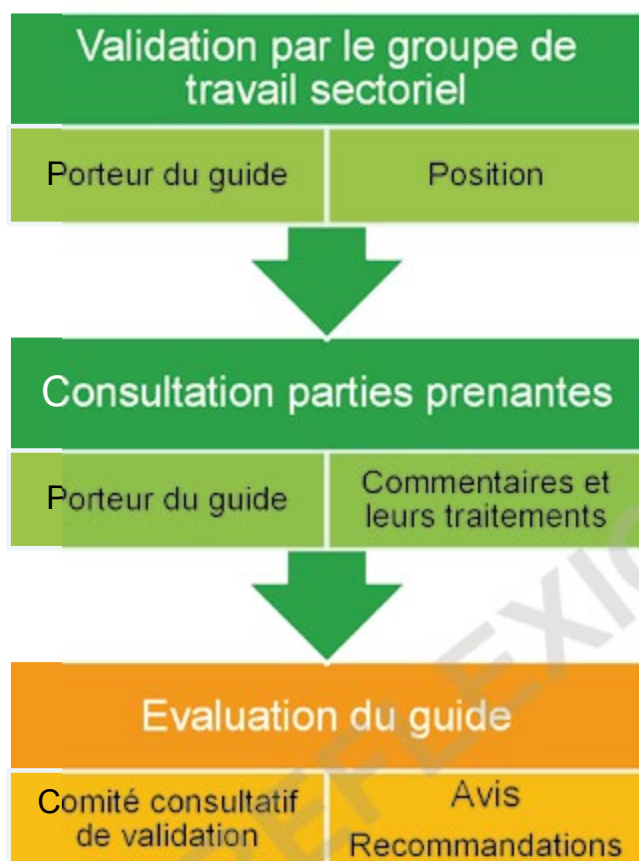 Validation par le groupe de
travail sectoriel
Porteur du guide
Position
Consultation parties prenantes
Porteur du guide
Commentaires et
leurs traitements
Evaluation du guide
Comité consultatif
de validation
Avis
Recommandations